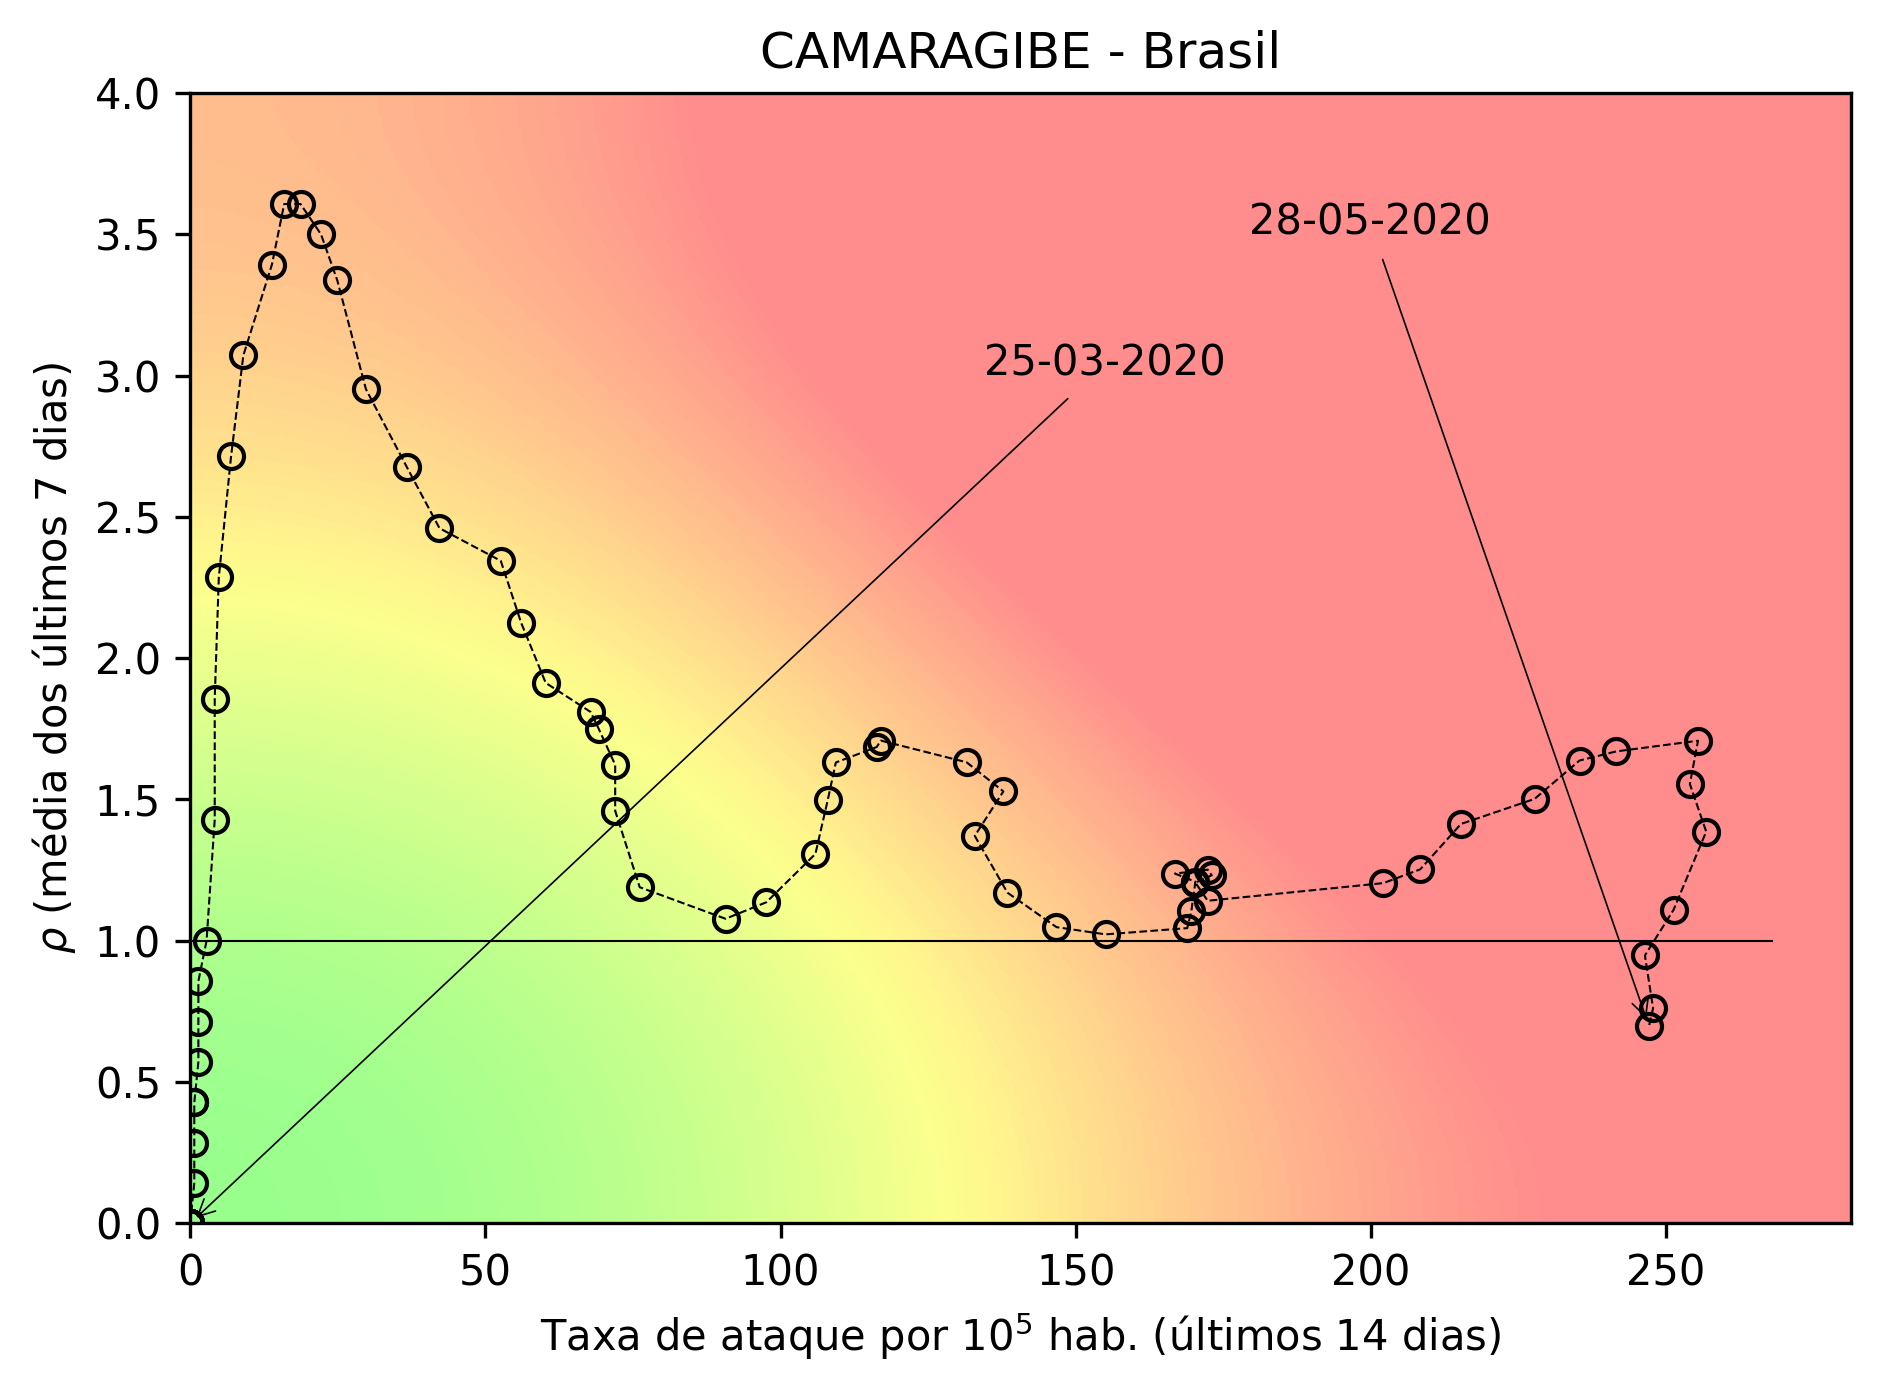 CAMARAGIBE - Brasil
4.0
3.5
3.0
2.5
2.0
1.5
1.0
0.5
0.0
ρ (média dos últimos 7 dias)
28-05-2020
25-03-2020
0 50 100 150 200 250
Taxa de ataque por 10⁵ hab. (últimos 14 dias)